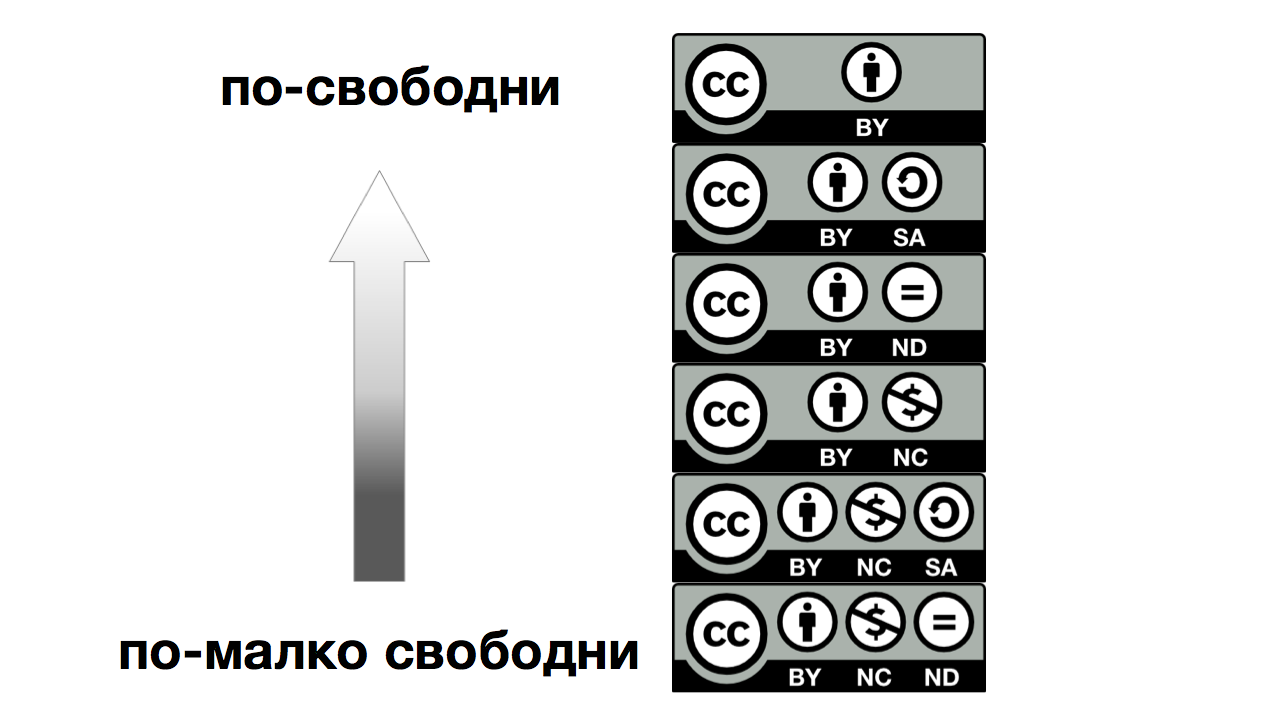 по-свободни
по-малко свободни
CC
BY
CC
BY SA
CC =
BY ND
CC $
BY NC
CC $
BY NC SA
CC $ =
BY NC ND